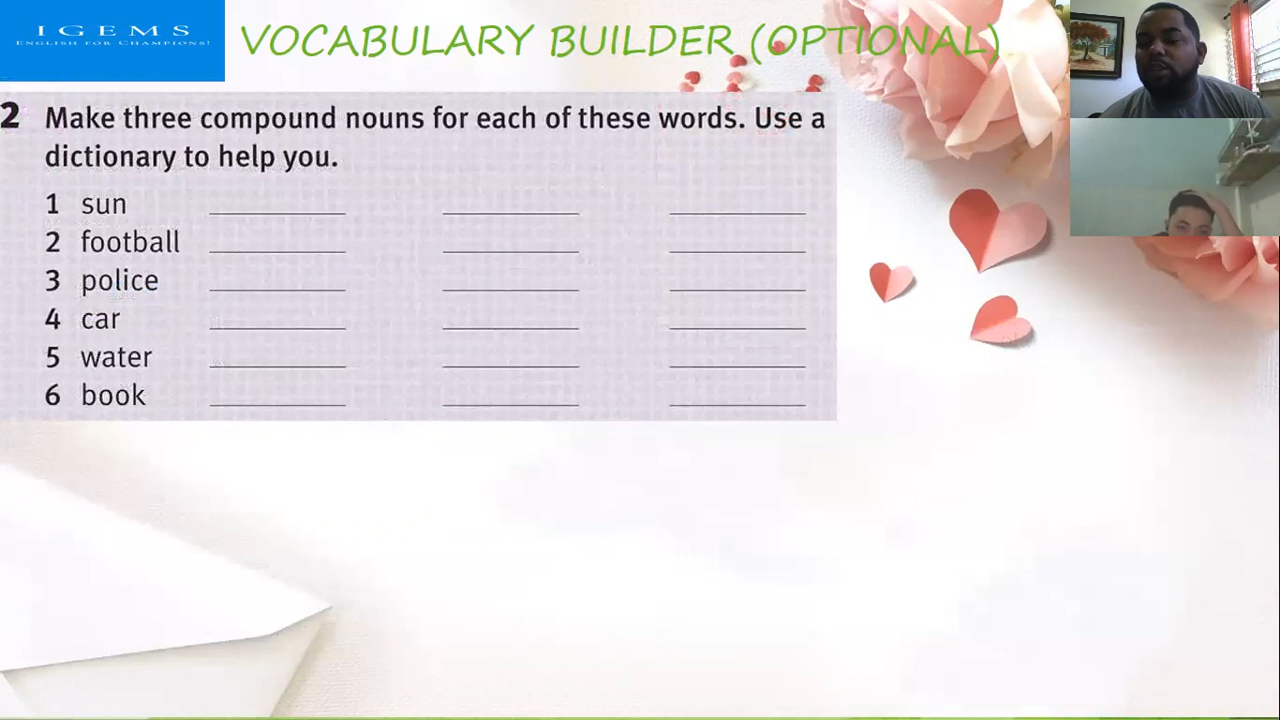 I G E M S
ENGLISH FOR CHAMPIONS!
VOCABULARY BUILDER (OPTIONAL)
2 Make three compound nouns for each of these words. Use a
dictionary to help you.
1 sun
2 football
3 police
4 car
5 water
6 book